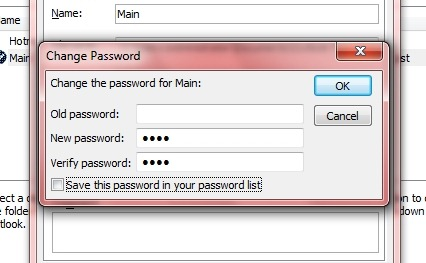 ame
Name:
Main
Hotm
Main
st
Change Password
Change the password for Main:
OK
Old password:
Cancel
New password: ••••
Verify password: ••••
Save this password in your password list
ect a d
on to c
e folde
down
tlook.